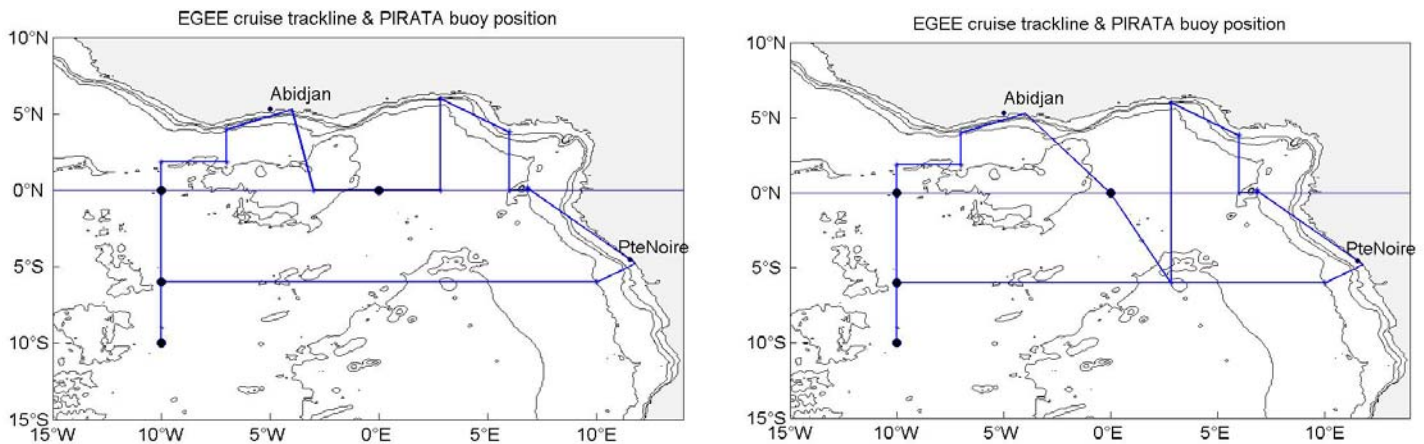 EGEE cruise trackline & PIRATA buoy position
10°N
5°N
0°N
5°S
10°S
15°S
15°W
10°W
5°W
0°E
5°E
10°E
Abidjan
PteNoire
EGEE cruise trackline & PIRATA buoy position
10°N
5°N
0°N
5°S
10°S
15°S
15°W
10°W
5°W
0°E
5°E
10°E
Abidjan
PteNoire